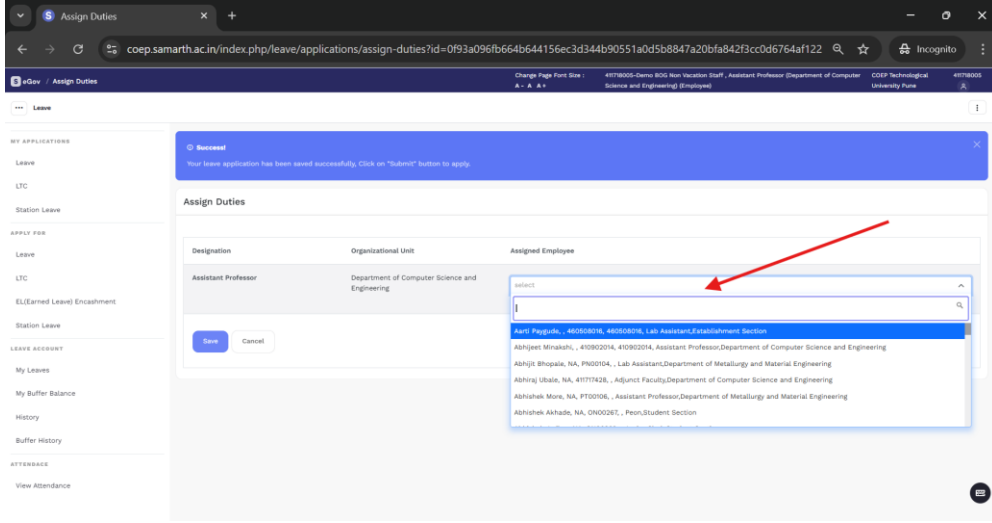 Assign Duties
coep.samarth.ac.in/index.php/leave/applications/assign-duties?id=0f93a096fb664b644156ec3d344b90551a0d5b8847a20bfa842f3cc0d6764af122
Incognito
S eGov / Assign Duties
Change Page Font Size :
A- A A+
411718005-Demo BOG Non Vacation Staff , Assistant Professor (Department of Computer
Science and Engineering) (Employee)
COEP Technological
University Pune
411718005
Leave
MY APPLICATIONS
Leave
LTC
Station Leave
APPLY FOR
Leave
LTC
EL(Earned Leave) Encashment
Station Leave
LEAVE ACCOUNT
My Leaves
My Buffer Balance
History
Buffer History
ATTENDACE
View Attendance
Success!
Your leave application has been saved successfully, Click on "Submit" button to apply.
Assign Duties
Designation Organizational Unit Assigned Employee
Assistant Professor
Department of Computer Science and
Engineering
select
Aarti Paygude, , 460508016, 460508016, Lab Assistant,Establishment Section
Abhijeet Minakshi, , 410902014, 410902014, Assistant Professor,Department of Computer Science and Engineering
Abhijit Bhopale, NA, PN00104, , Lab Assistant,Department of Metallurgy and Material Engineering
Abhiraj Ubale, NA, 411717428, , Adjunct Faculty,Department of Computer Science and Engineering
Abhishek More, NA, PT00106, , Assistant Professor,Department of Metallurgy and Material Engineering
Abhishek Akhade, NA, ON00267, , Peon,Student Section
Save Cancel